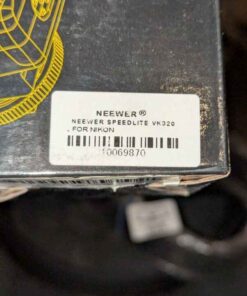 NEEWER®
NEEWER SPEEDLITE VK320
, FOR NIKON
10069870